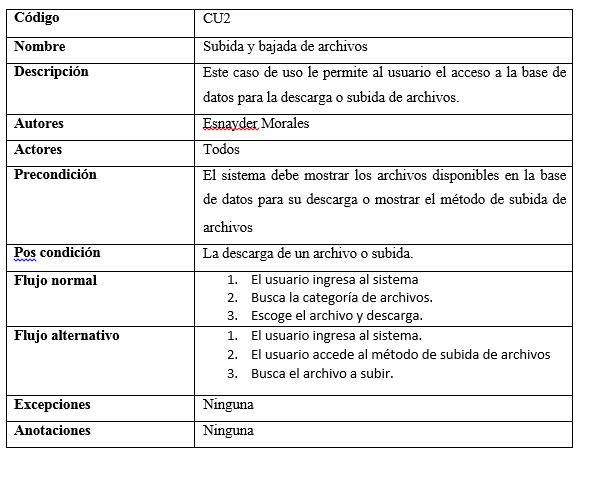 Código CU2
Nombre Subida y bajada de archivos
Descripción Este caso de uso le permite al usuario el acceso a la base de
datos para la descarga o subida de archivos.
Autores Esnayder Morales
Actores Todos
Precondición El sistema debe mostrar los archivos disponibles en la base
de datos para su descarga o mostrar el método de subida de
archivos
Pos condición La descarga de un archivo o subida.
Flujo normal 1. El usuario ingresa al sistema
2. Busca la categoría de archivos.
3. Escoge el archivo y descarga.
Flujo alternativo 1. El usuario ingresa al sistema.
2. El usuario accede al método de subida de archivos
3. Busca el archivo a subir.
Excepciones Ninguna
Anotaciones Ninguna